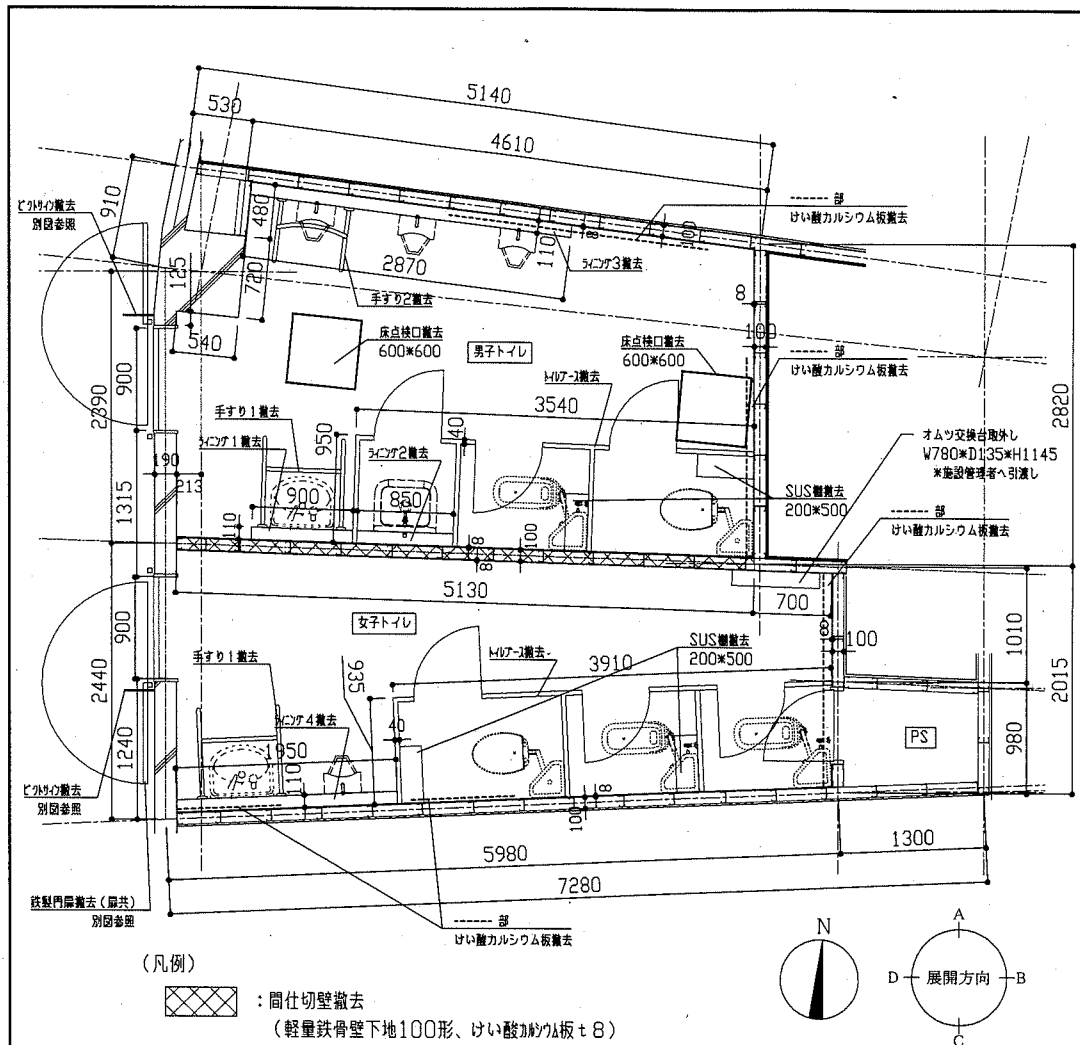 5140
530
4610
910
ピクトサイン撤去
別図参照
480
720
125
540
2870
110
8
100
------ 部
けい酸カルシウム板撤去
ライニング3撤去
手すり2撤去
床点検口撤去
600*600
男子トイレ
床点検口撤去
600*600
8
100
------ 部
けい酸カルシウム板撤去
2820
900
2390
トイレブース撤去
3540
手すり1撤去
ライニング1撤去
950
ライニング2撤去
40
オムツ交換台取外し
W780*D135*H1145
*施設管理者へ引渡し
190
213
1315
900
850
SUS棚撤去
200*500
------ 部
けい酸カルシウム板撤去
110
8
100
8
5130
700
女子トイレ
8
100
1010
2015
900
2440
手すり1撤去
935
トイレブース撤去
SUS棚撤去
200*500
3910
ライニング4撤去
40
1950
110
PS
980
1240
ピクトサイン撤去
別図参照
8
100
5980
1300
7280
鉄製門扉撤去(扉共)
別図参照
------ 部
けい酸カルシウム板撤去
(凡例)
:間仕切壁撤去
(軽量鉄骨壁下地100形、けい酸カルシウム板t8)
N
A
D 展開方向 B
C